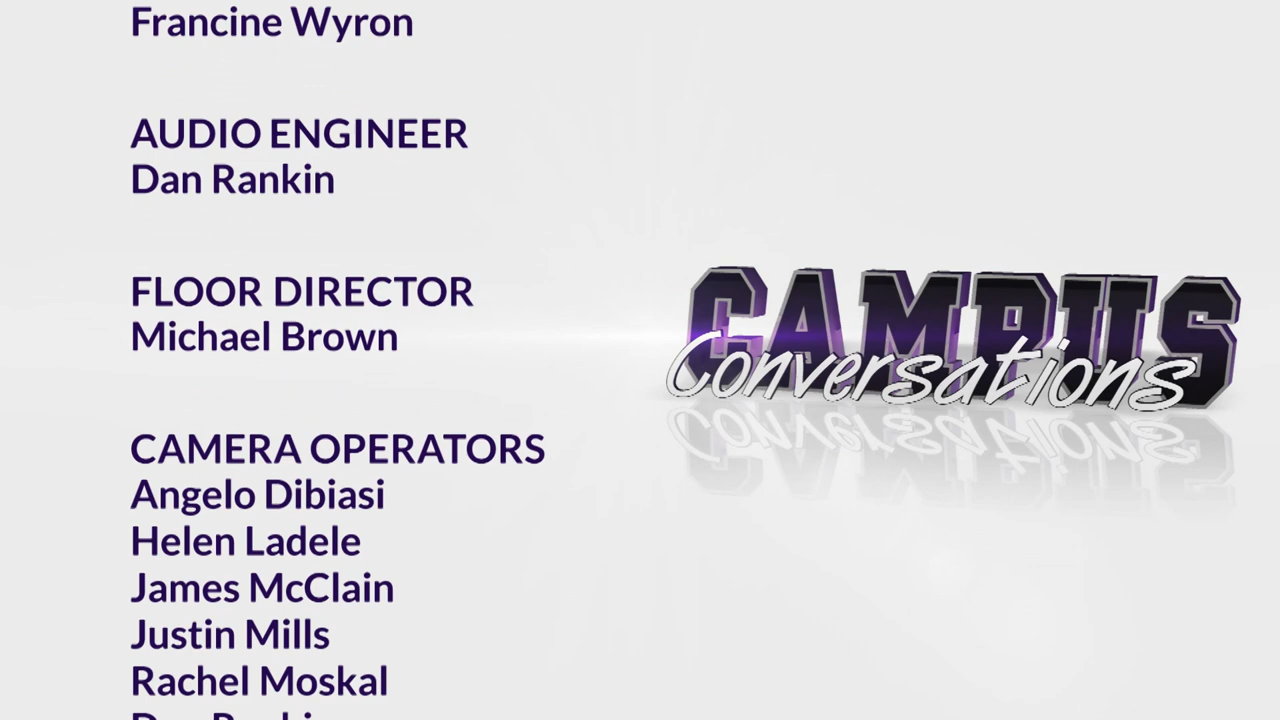 Francine Wyron
AUDIO ENGINEER
Dan Rankin
FLOOR DIRECTOR
Michael Brown
CAMERA OPERATORS
Angelo Dibiasi
Helen Ladele
James McClain
Justin Mills
Rachel Moskal
CAMPUS
Conversations